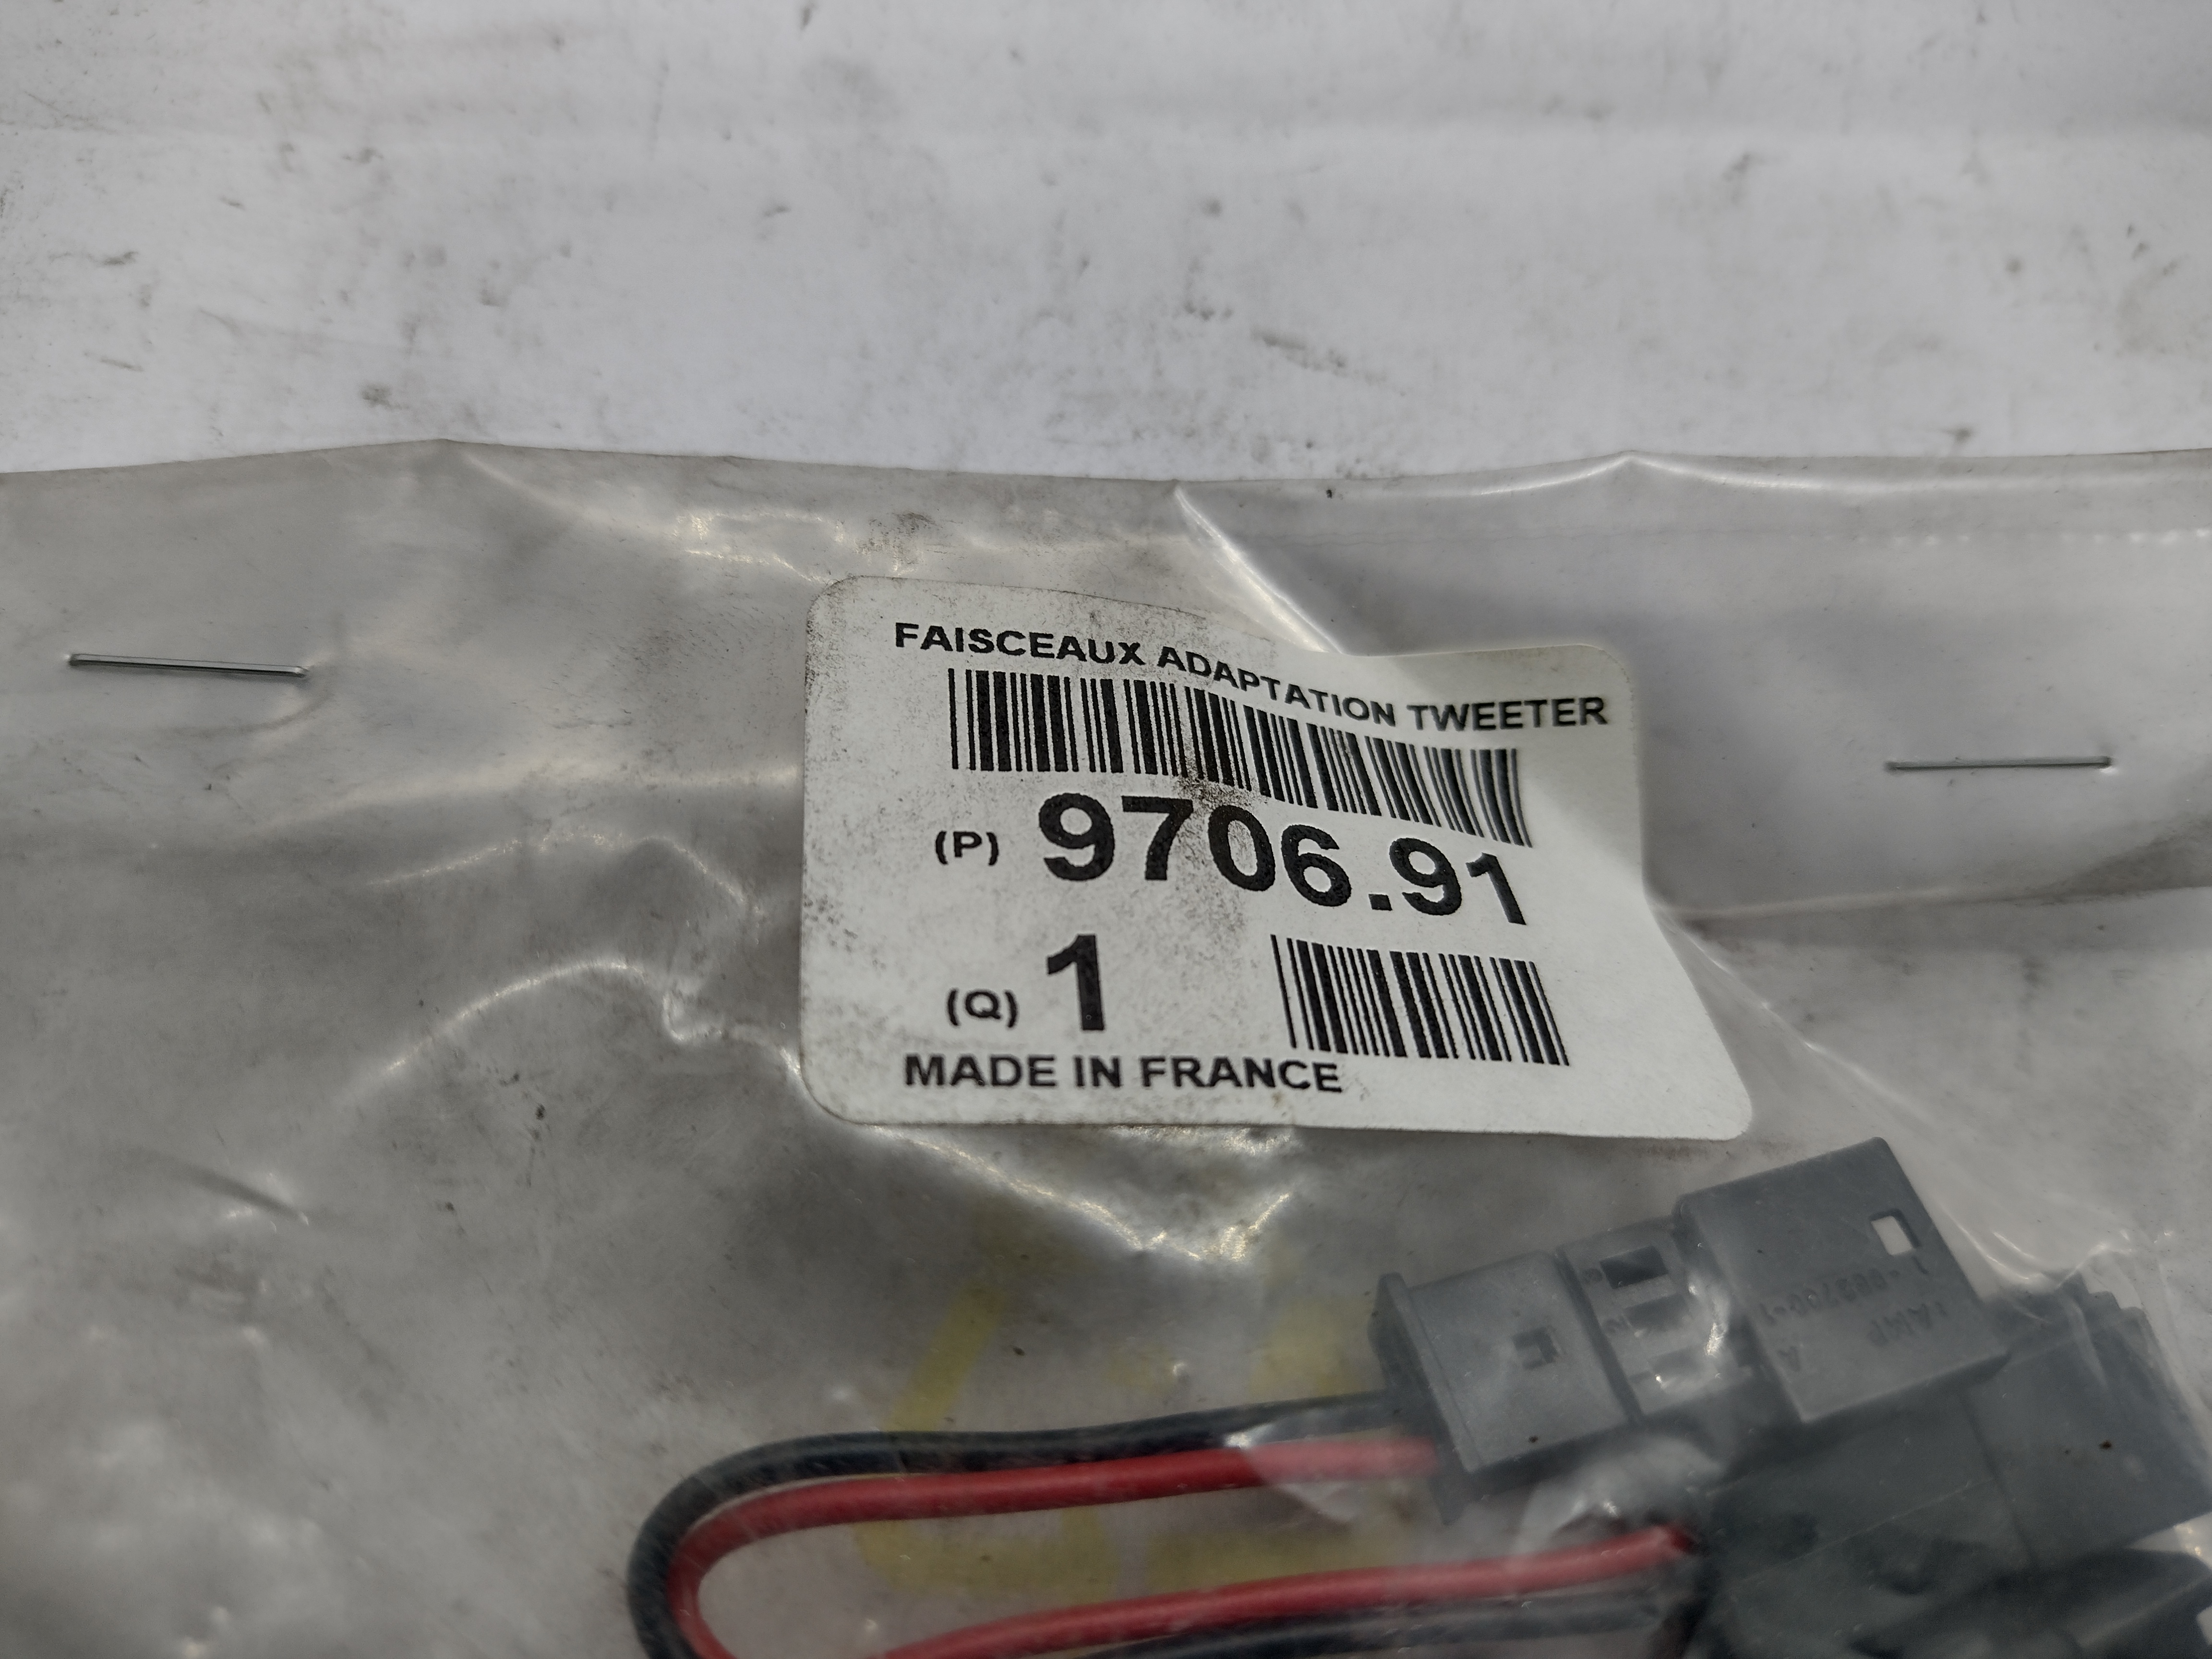 FAISCEAUX ADAPTATION TWEETER
(P) 9706.91
(Q) 1
MADE IN FRANCE